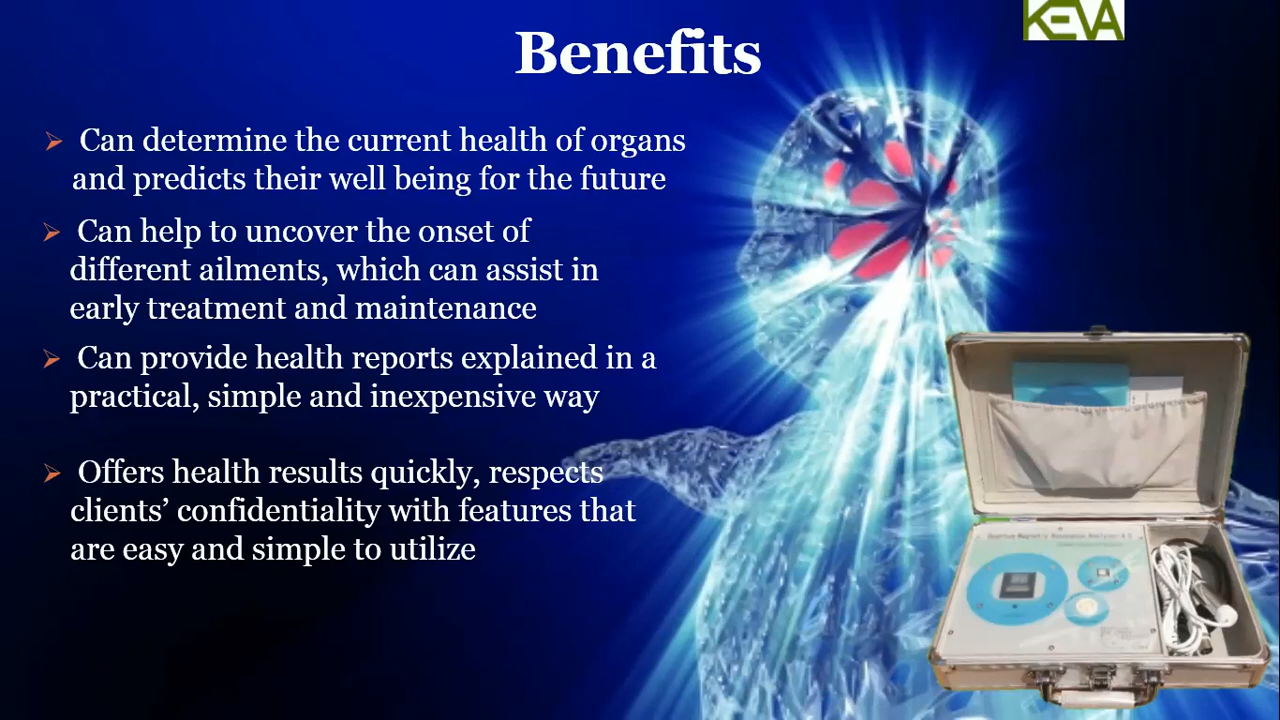 KEVA
Benefits
➢ Can determine the current health of organs
and predicts their well being for the future
➢ Can help to uncover the onset of
different ailments, which can assist in
early treatment and maintenance
➢ Can provide health reports explained in a
practical, simple and inexpensive way
➢ Offers health results quickly, respects
clients’ confidentiality with features that
are easy and simple to utilize